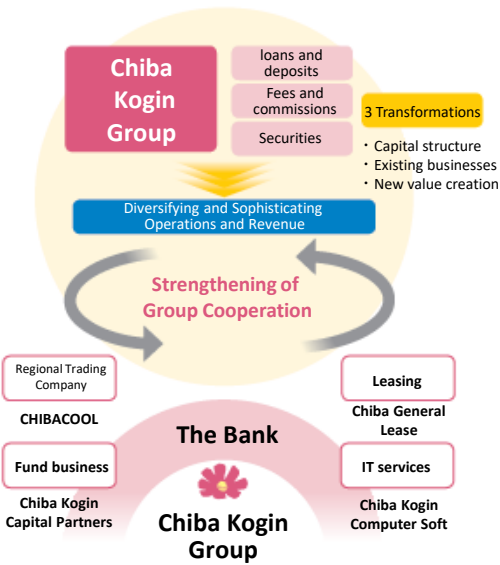 Chiba
Kogin
Group
loans and
deposits
Fees and
commissions
Securities
3 Transformations
・Capital structure
・Existing businesses
・New value creation
Diversifying and Sophisticating
Operations and Revenue
Strengthening of
Group Cooperation
Regional Trading
Company
CHIBACOOL
Leasing
Chiba General
Lease
The Bank
Fund business
Chiba Kogin
Capital Partners
IT services
Chiba Kogin
Computer Soft
Chiba Kogin
Group